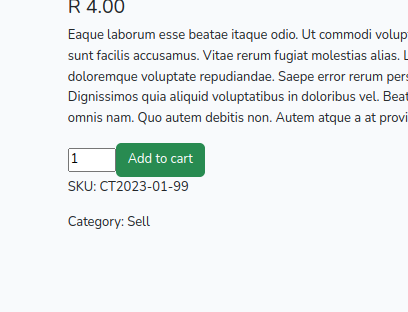 R 4.00
Eaque laborum esse beatae itaque odio. Ut commodi volup
sunt facilis accusamus. Vitae rerum fugiat molestias alias. L
doloremque voluptate repudiandae. Saepe error rerum pers
Dignissimos quia aliquid voluptatibus in doloribus vel. Beat
omnis nam. Quo autem debitis non. Autem atque a at provi
1 Add to cart
SKU: CT2023-01-99
Category: Sell